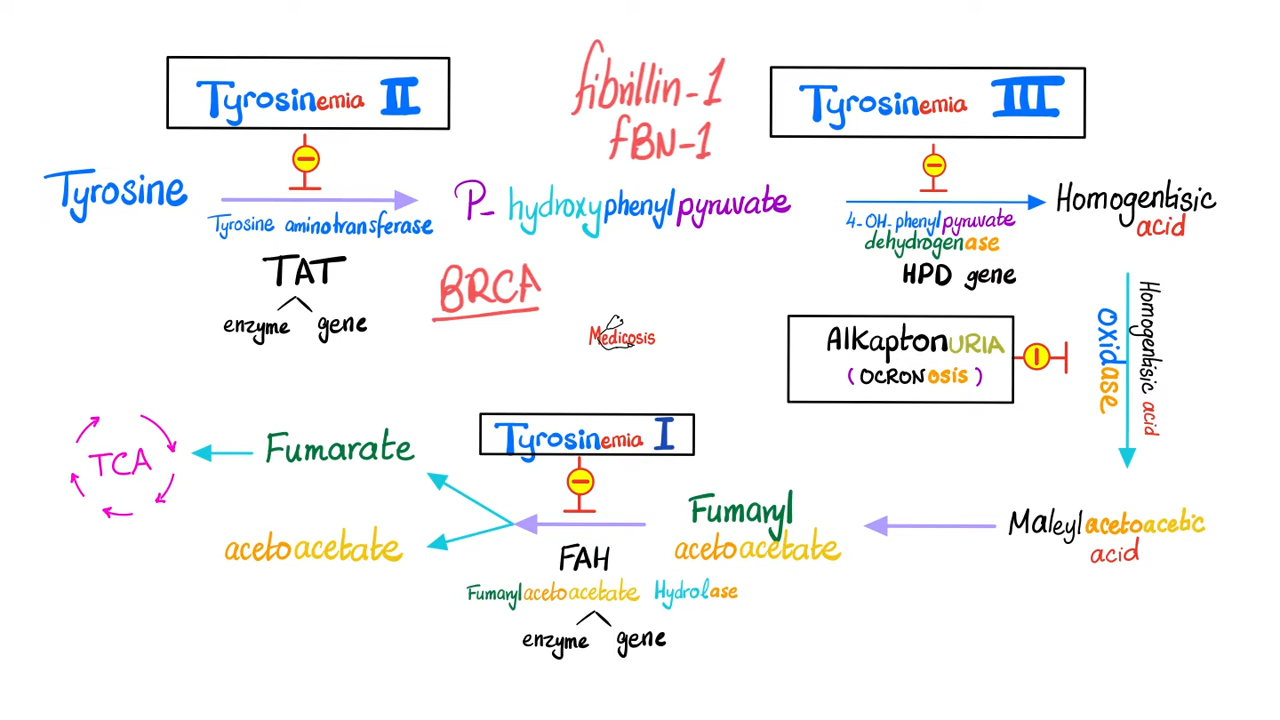 Tyrosinemia II
fibrillin-1
FBN-1
Tyrosinemia III
Tyrosine
Tyrosine aminotransferase
P- hydroxyphenylpyruvate
4-OH-phenylpyruvate
dehydrogenase
HPD gene
Homogentisic
acid
TAT
enzyme gene
BRCA
Medicosis
AlkaptonURIA
(OCRONOSIS)
Homogentisic acid
oxidase
TCA
Fumarate
Tyrosinemia I
acetoacetate
FAH
Fumarylacetoacetate Hydrolase
enzyme gene
Fumaryl
acetoacetate
Maleylacetoacetic
acid